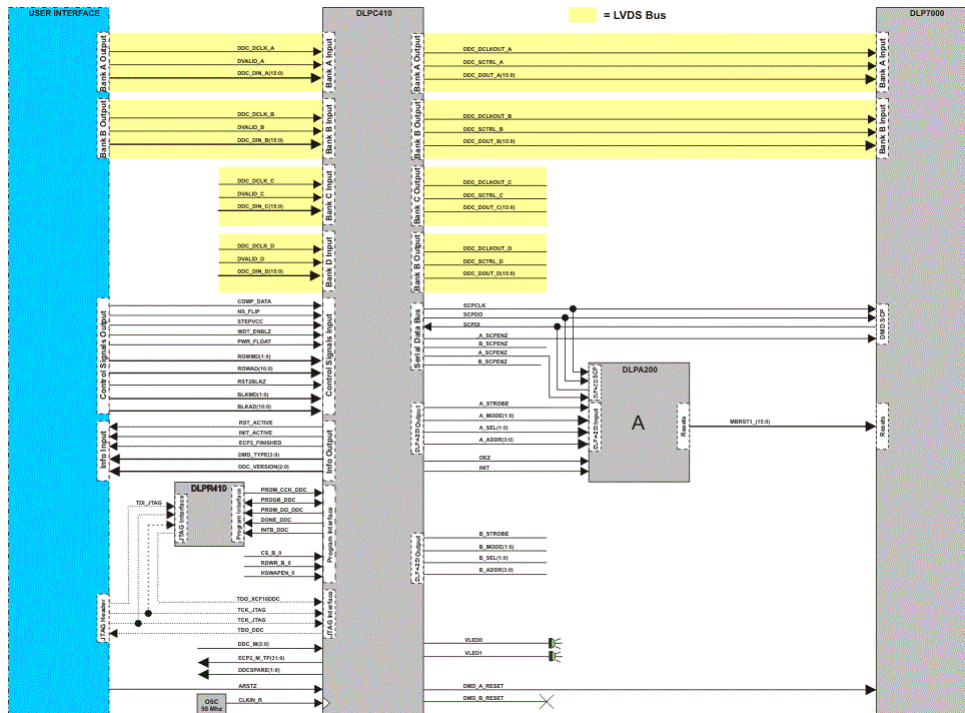 USER INTERFACE
DLPC410
= LVDS Bus
DLP7000
Bank A Output
DDC_DCLK_A
DVALID_A
DDC_DIN_A(15:0)
Bank A Input
Bank A Output
DDC_DCLKOUT_A
DDC_SCTRL_A
DDC_DOUT_A(15:0)
Bank A Input
Bank B Output
DDC_DCLK_B
DVALID_B
DDC_DIN_B(15:0)
Bank B Input
Bank B Output
DDC_DCLKOUT_B
DDC_SCTRL_B
DDC_DOUT_B(15:0)
Bank B Input
DDC_DCLK_C
DVALID_C
DDC_DIN_C(15:0)
Bank C Input
Bank C Output
DDC_DCLKOUT_C
DDC_SCTRL_C
DDC_DOUT_C(15:0)
DDC_DCLK_D
DVALID_D
DDC_DIN_D(15:0)
Bank D Input
Bank B Output
DDC_DCLKOUT_D
DDC_SCTRL_D
DDC_DOUT_D(15:0)
Control Signals Output
COMP_DATA
NS_FLIP
STEPVCC
WDT_ENBLZ
PWR_FLOAT
ROWMD(1:0)
ROWAD(10:0)
RST2BLKZ
BLKMD(1:0)
BLKAD(10:0)
Control Signals Input
Serial Data Bus
SCPCLK
SCPDO
SCPDI
A_SCPENZ
B_SCPENZ
A_SCPENZ
B_SCPENZ
DMD SCP
DLPA200
DLPA200 SCP
DLPA200 Input
A
Resets
MBRST1_(15:0)
Resets
DLPA200 Output
A_STROBE
A_MODE(1:0)
A_SEL(1:0)
A_ADDR(3:0)
OEZ
INIT
Info Input
RST_ACTIVE
INIT_ACTIVE
ECP2_FINISHED
DMD_TYPE(3:0)
DDC_VERSION(2:0)
Info Output
DLPR410
TDI_JTAG
JTAG Interface
Program Interface
PROM_CCK_DDC
PROGB_DDC
PROM_DO_DDC
DONE_DDC
INTB_DDC
CS_B_0
RDWR_B_0
HSWAPEN_0
Program Interface
DLPA200 Output
B_STROBE
B_MODE(1:0)
B_SEL(1:0)
B_ADDR(3:0)
JTAG Header
TDO_XCF16DDC
TCK_JTAG
TCK_JTAG
TDO_DDC
JTAG Interface
DDC_M(2:0)
ECP2_M_TP(31:0)
DDCSPARE(1:0)
VLED0
VLED1
ARSTZ
OSC
50 Mhz
CLKIN_R
DMD_A_RESET
DMD_B_RESET